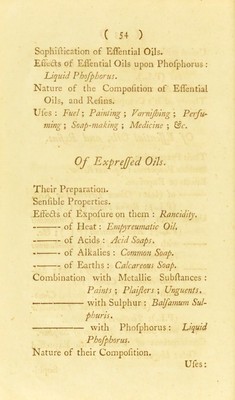 ( 54 )
Sophiſtication of Eſſential Oils.
Effects of Eſſential Oils upon Phoſphorus :
Liquid Phoſphorus.
Nature of the Compoſition of Eſſential
Oils, and Reſins.
Uſes : Fuel ; Painting ; Varniſhing ; Perfu-
ming ; Soap-making ; Medicine ; &c.
Of Expreſſed Oils.
Their Preparation.
Senſible Properties.
Effects of Expoſure on them : Rancidity.
——— of Heat : Empyreumatic Oil.
——— of Acids : Acid Soaps.
——— of Alkalies : Common Soap.
——— of Earths : Calcareous Soap.
Combination with Metallic Subſtances :
Paints ; Plaiſters ; Unguents.
——— with Sulphur : Balſamum Sul-
phuris.
——— with Phoſphorus : Liquid
Phoſphorus.
Nature of their Compoſition.
Uſes :